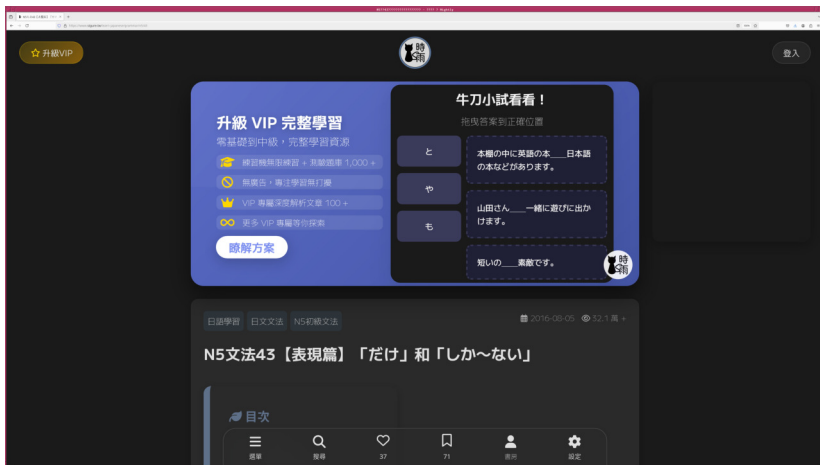 升級VIP
時雨
登入
升級 VIP 完整學習
零基礎到中級，完整學習資源
練習機無限練習 + 測驗題庫 1,000 +
無廣告，專注學習無打擾
VIP 專屬深度解析文章 100 +
更多 VIP 專屬等你探索
瞭解方案
牛刀小試看看！
拖曳答案到正確位置
と
や
も
本棚の中に英語の本___日本語
の本などがあります。
山田さん___一緒に遊びに出か
けます。
短いの___素敵です。
時雨
日語學習
日文文法
N5初級文法
2016-08-05
32.1 萬 +
N5文法43【表現篇】「だけ」和「しか～ない」
目次
選單
搜尋
37
71
設定